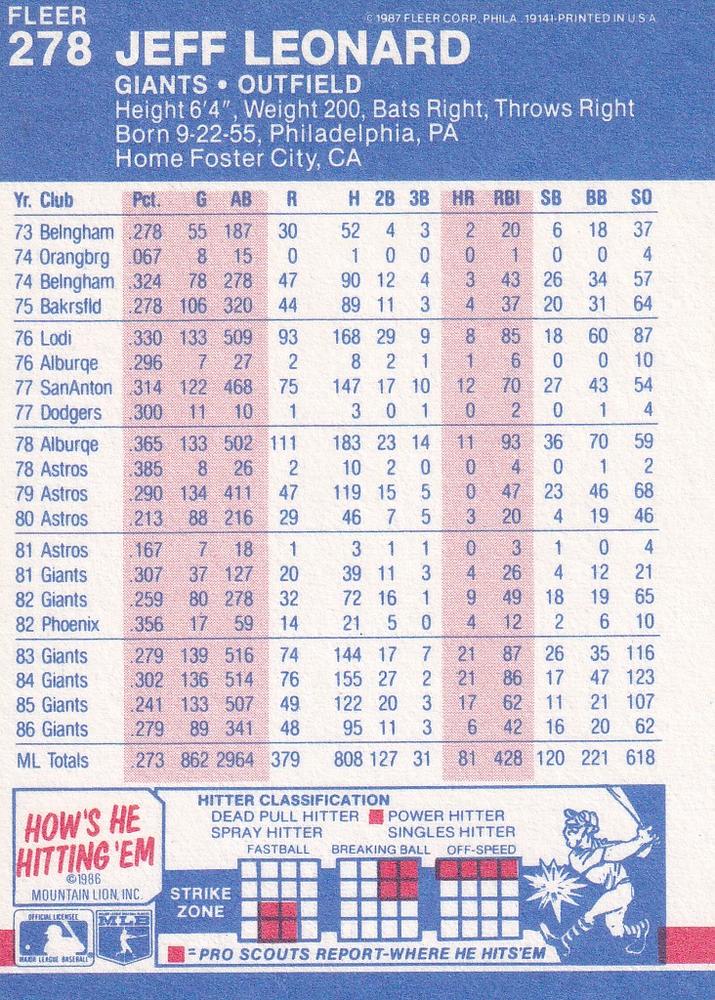 FLEER
©1987 FLEER CORP. PHILA. 19141-PRINTED IN U S A
278 JEFF LEONARD
GIANTS • OUTFIELD
Height 6'4", Weight 200, Bats Right, Throws Right
Born 9-22-55, Philadelphia, PA
Home Foster City, CA
Yr. Club Pct. G AB R H 2B 3B HR RBI SB BB SO
73 Belngham .278 55 187 30 52 4 3 2 20 6 18 37
74 Orangbrg .067 8 15 0 1 0 0 0 1 0 0 4
74 Belngham .324 78 278 47 90 12 4 3 43 26 34 57
75 Bakrsfld .278 106 320 44 89 11 3 4 37 20 31 64
76 Lodi .330 133 509 93 168 29 9 8 85 18 60 87
76 Alburqe .296 7 27 2 8 2 1 1 6 0 0 10
77 SanAnton .314 122 468 75 147 17 10 12 70 27 43 54
77 Dodgers .300 11 10 1 3 0 1 0 2 0 1 4
78 Alburqe .365 133 502 111 183 23 14 11 93 36 70 59
78 Astros .385 8 26 2 10 2 0 0 4 0 1 2
79 Astros .290 134 411 47 119 15 5 0 47 23 46 68
80 Astros .213 88 216 29 46 7 5 3 20 4 19 46
81 Astros .167 7 18 1 3 1 1 0 3 1 0 4
81 Giants .307 37 127 20 39 11 3 4 26 4 12 21
82 Giants .259 80 278 32 72 16 1 9 49 18 19 65
82 Phoenix .356 17 59 14 21 5 0 4 12 2 6 10
83 Giants .279 139 516 74 144 17 7 21 87 26 35 116
84 Giants .302 136 514 76 155 27 2 21 86 17 47 123
85 Giants .241 133 507 49 122 20 3 17 62 11 21 107
86 Giants .279 89 341 48 95 11 3 6 42 16 20 62
ML Totals .273 862 2964 379 808 127 31 81 428 120 221 618
HOW'S HE
HITTING 'EM
©1986
MOUNTAIN LION, INC.
OFFICIAL LICENSEE
MAJOR LEAGUE BASEBALL
MLB
HITTER CLASSIFICATION
DEAD PULL HITTER POWER HITTER
SPRAY HITTER SINGLES HITTER
FASTBALL BREAKING BALL OFF-SPEED
STRIKE
ZONE
= PRO SCOUTS REPORT-WHERE HE HITS 'EM